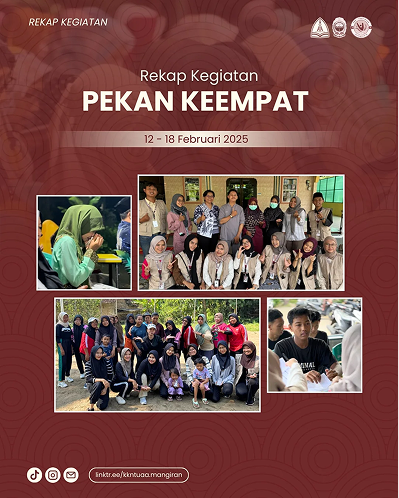 REKAP KEGIATAN
Rekap Kegiatan
PEKAN KEEMPAT
12 - 18 Februari 2025
linktr.ee/kkntuaa.mangiran